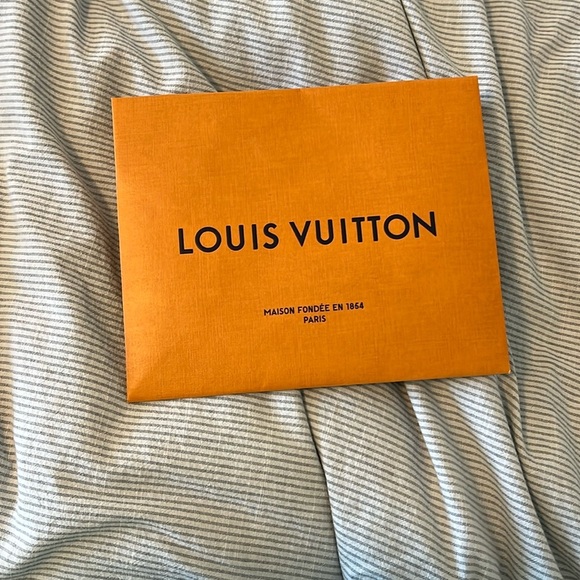 LOUIS VUITTON
MAISON FONDÉE EN 1864
PARIS